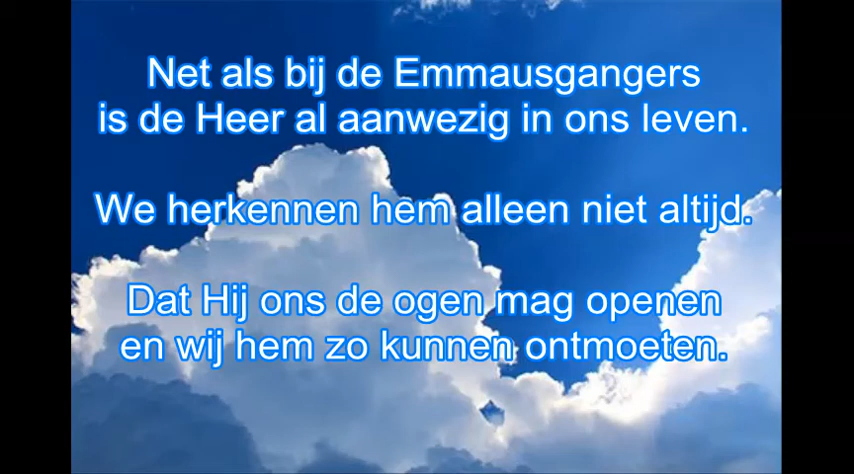 Net als bij de Emmausgangers
is de Heer al aanwezig in ons leven.
We herkennen hem alleen niet altijd.
Dat Hij ons de ogen mag openen
en wij hem zo kunnen ontmoeten.